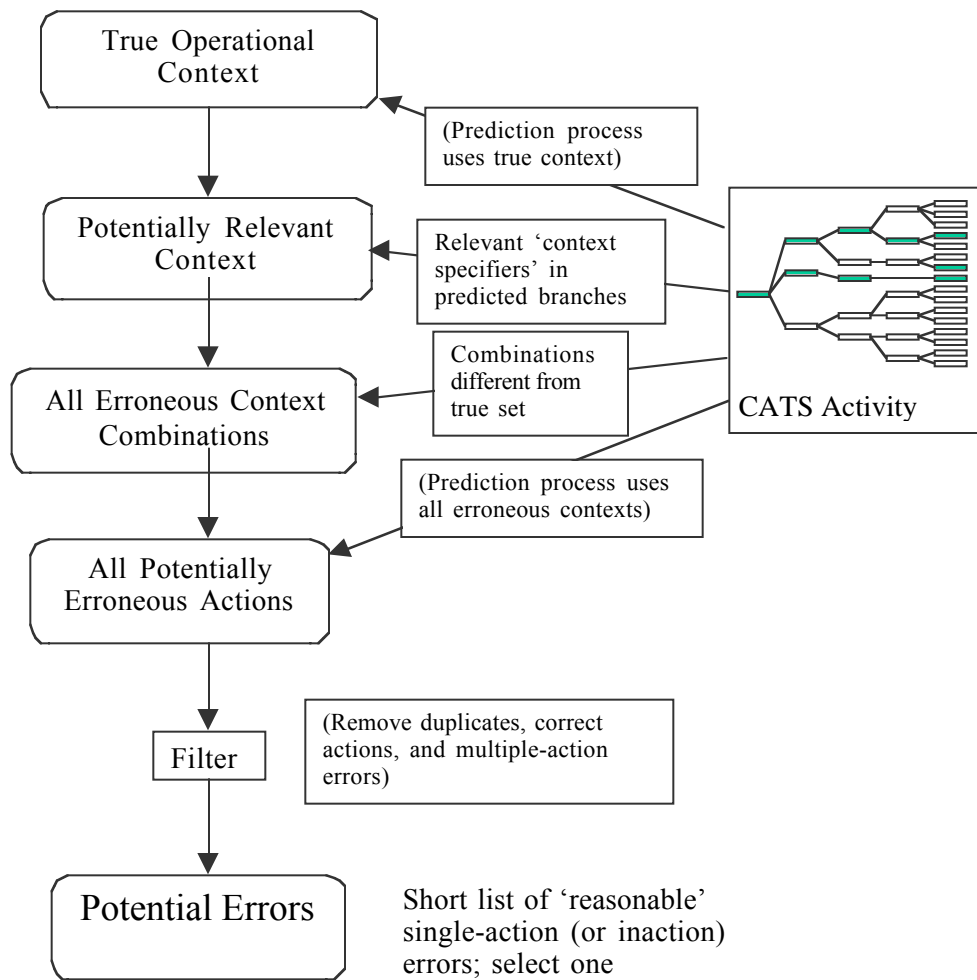 True Operational
Context
(Prediction process
uses true context)
Potentially Relevant
Context
Relevant ‘context
specifiers’ in
predicted branches
Combinations
different from
true set
All Erroneous Context
Combinations
CATS Activity
(Prediction process uses
all erroneous contexts)
All Potentially
Erroneous Actions
(Remove duplicates, correct
actions, and multiple-action
errors)
Filter
Potential Errors
Short list of ‘reasonable’
single-action (or inaction)
errors; select one